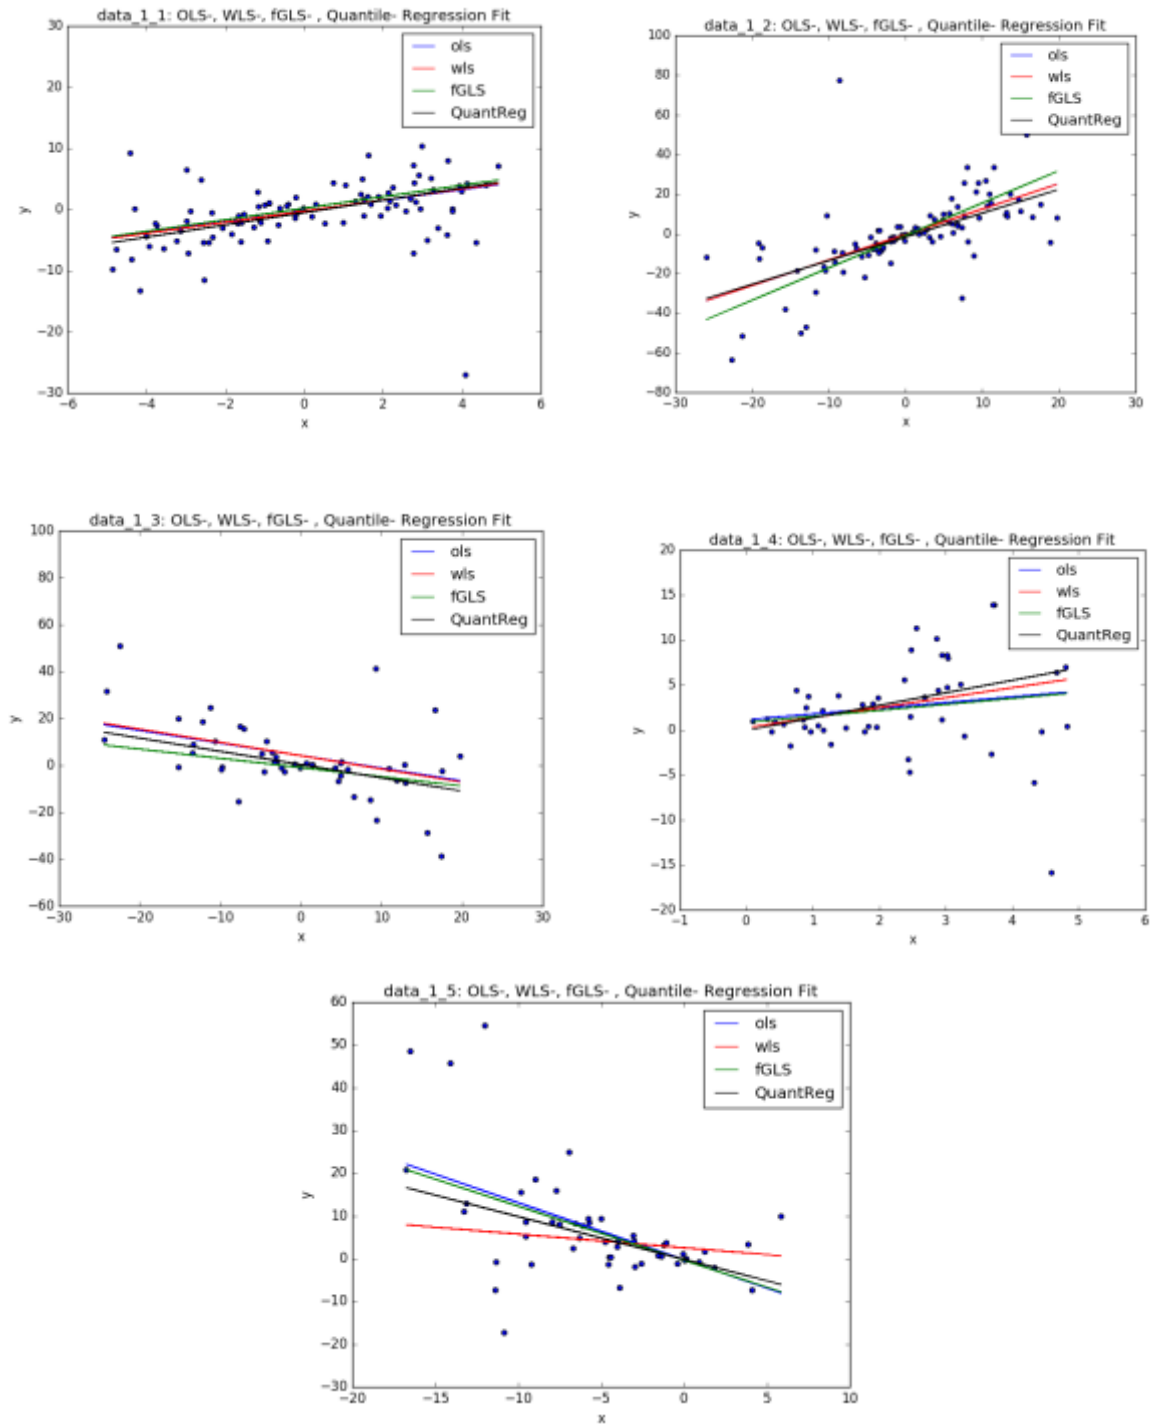 data_1_1: OLS-, WLS-, fGLS- , Quantile- Regression Fit
30
20
10
0
−10
−20
−30
y
ols
wls
fGLS
QuantReg
−6 −4 −2 0 2 4 6
x
data_1_2: OLS-, WLS-, fGLS- , Quantile- Regression Fit
100
80
60
40
20
0
−20
−40
−60
−80
y
ols
wls
fGLS
QuantReg
−30 −20 −10 0 10 20 30
x
data_1_3: OLS-, WLS-, fGLS- , Quantile- Regression Fit
100
80
60
40
20
0
−20
−40
−60
y
ols
wls
fGLS
QuantReg
−30 −20 −10 0 10 20 30
x
data_1_4: OLS-, WLS-, fGLS- , Quantile- Regression Fit
20
15
10
5
0
−5
−10
−15
−20
y
ols
wls
fGLS
QuantReg
−1 0 1 2 3 4 5 6
x
data_1_5: OLS-, WLS-, fGLS- , Quantile- Regression Fit
60
50
40
30
20
10
0
−10
−20
−30
y
ols
wls
fGLS
QuantReg
−20 −15 −10 −5 0 5 10
x